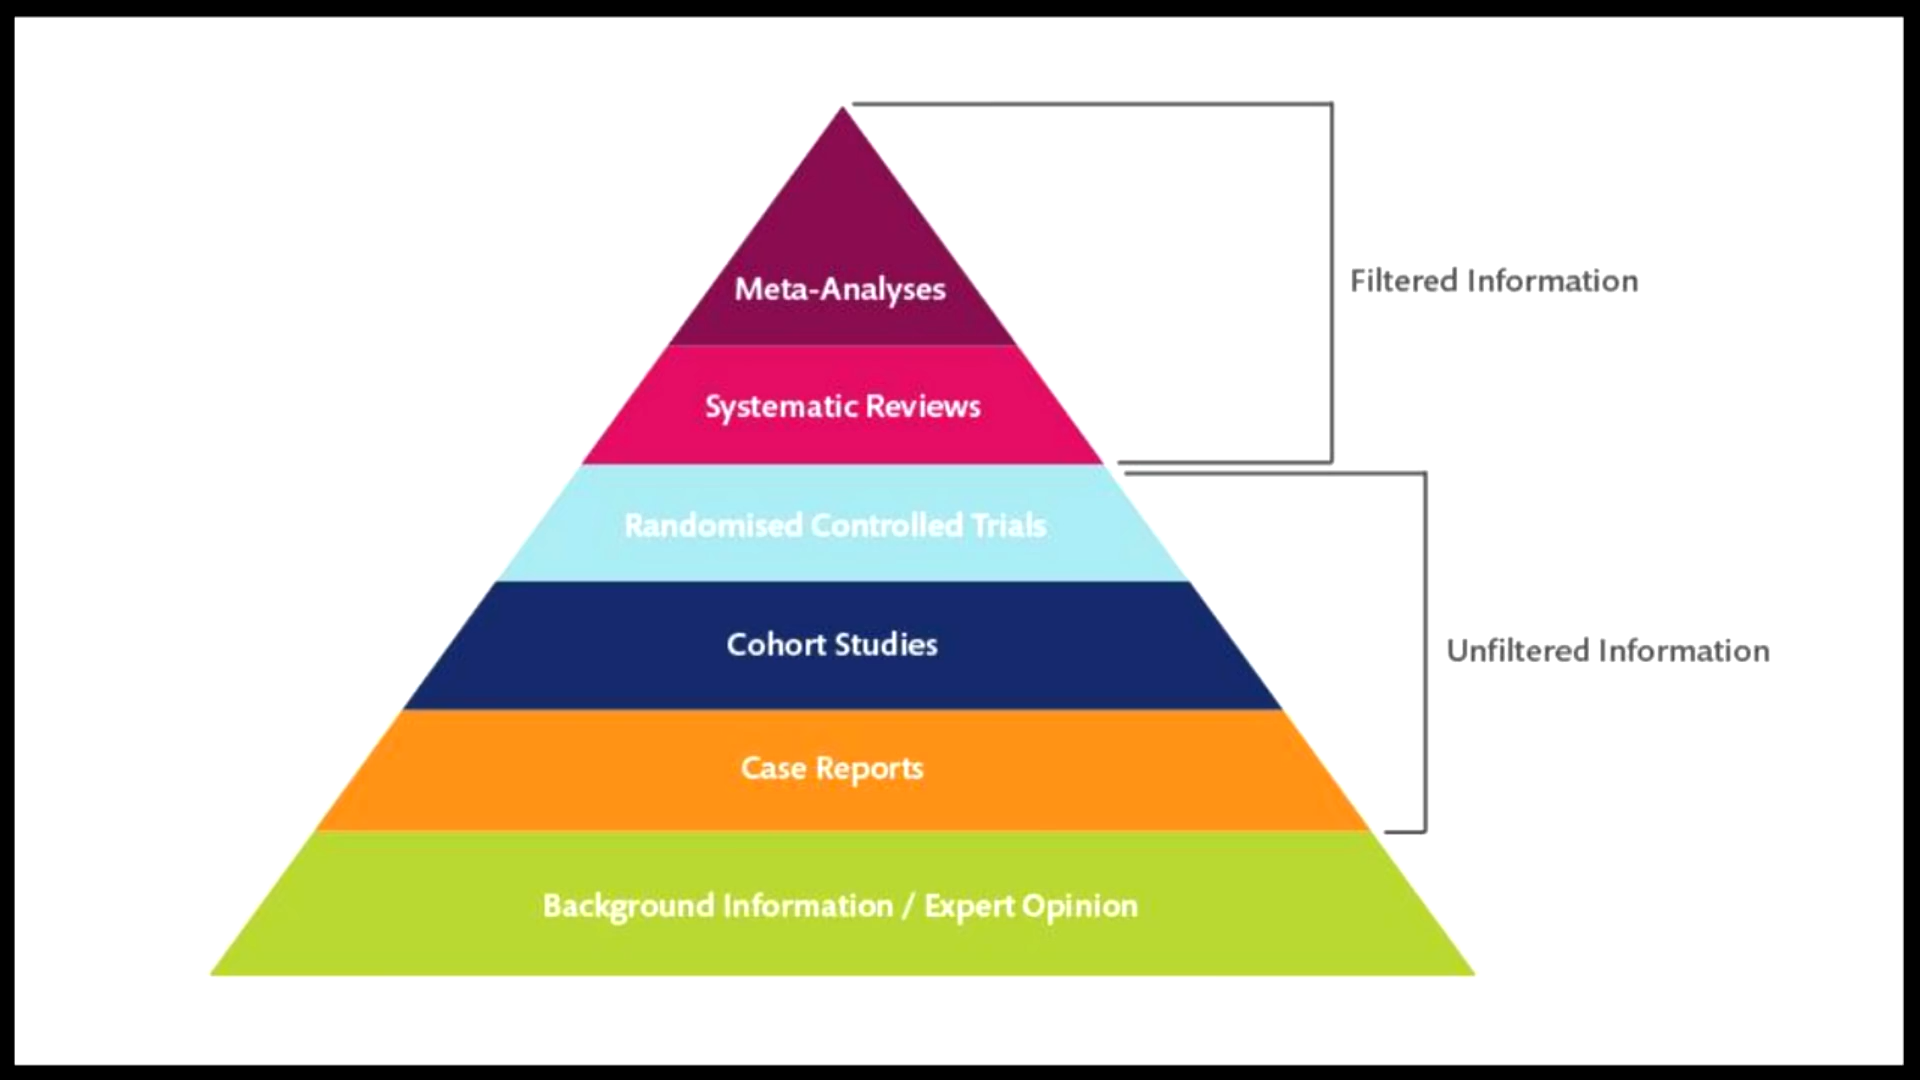 Meta-Analyses
Filtered Information
Systematic Reviews
Randomised Controlled Trials
Cohort Studies
Unfiltered Information
Case Reports
Background Information / Expert Opinion